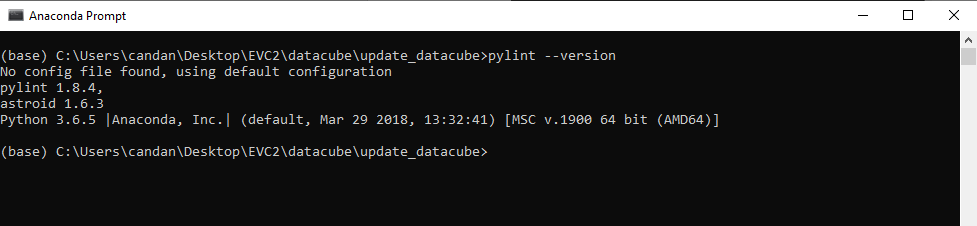 Anaconda Prompt
(base) C:\Users\candan\Desktop\EVC2\datacube\update_datacube>pylint --version
No config file found, using default configuration
pylint 1.8.4,
astroid 1.6.3
Python 3.6.5 |Anaconda, Inc.| (default, Mar 29 2018, 13:32:41) [MSC v.1900 64 bit (AMD64)]
(base) C:\Users\candan\Desktop\EVC2\datacube\update_datacube>